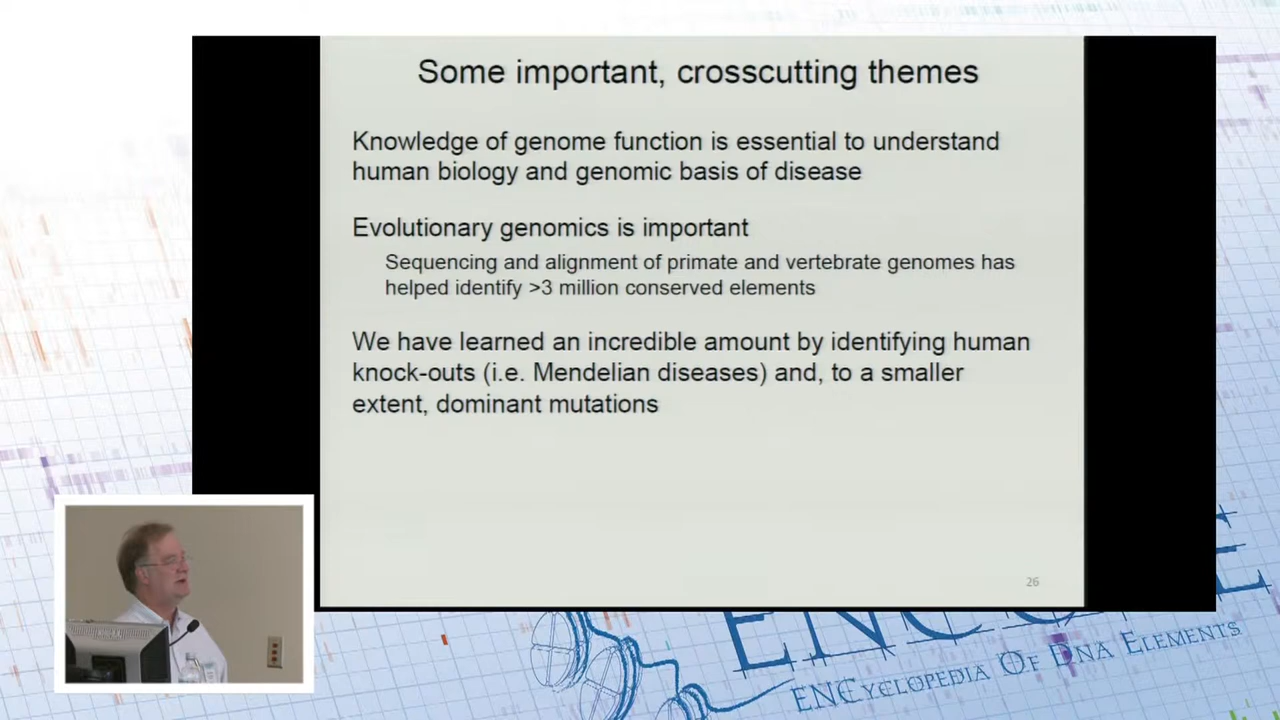 Some important, crosscutting themes
Knowledge of genome function is essential to understand
human biology and genomic basis of disease
Evolutionary genomics is important
Sequencing and alignment of primate and vertebrate genomes has
helped identify >3 million conserved elements
We have learned an incredible amount by identifying human
knock-outs (i.e. Mendelian diseases) and, to a smaller
extent, dominant mutations
26
ENCYCLOPEDIA OF DNA ELEMENTS